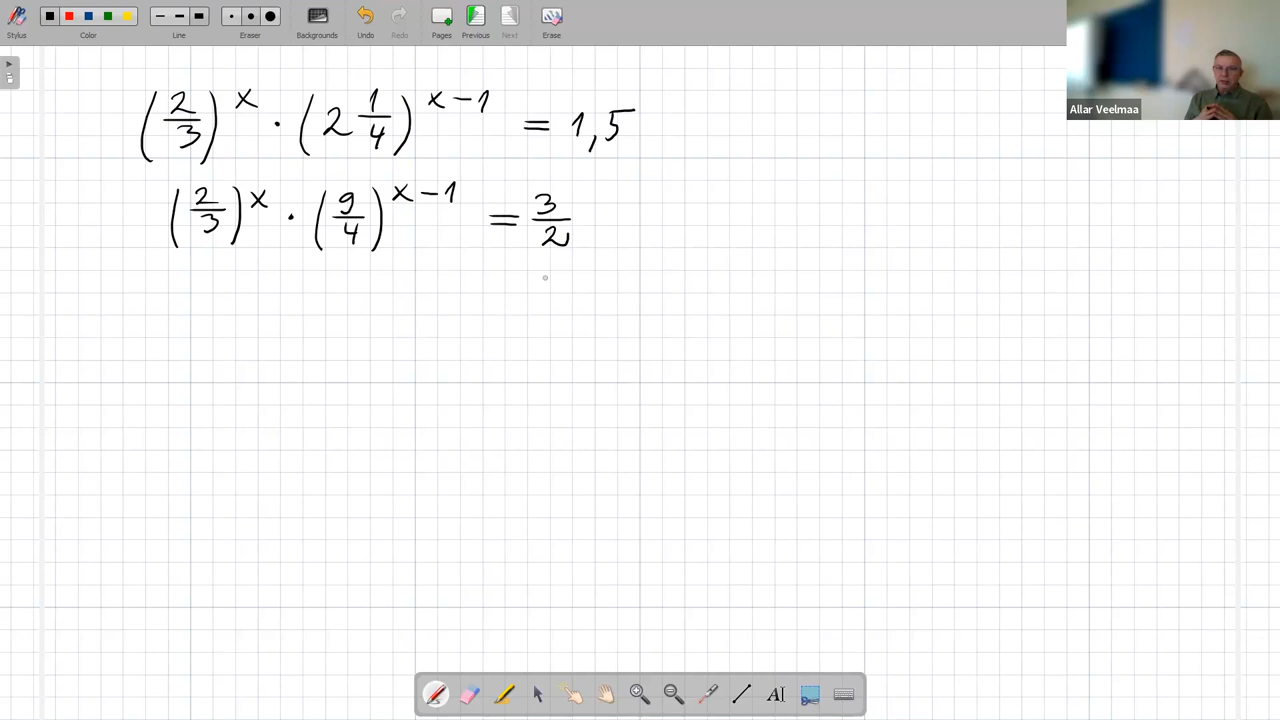 Stylus Color Line Eraser Backgrounds Undo Redo Pages Previous Next Erase
Allar Veelmaa
(2/3)^x · (2 1/4)^(x-1) = 1,5
(2/3)^x · (9/4)^(x-1) = 3/2